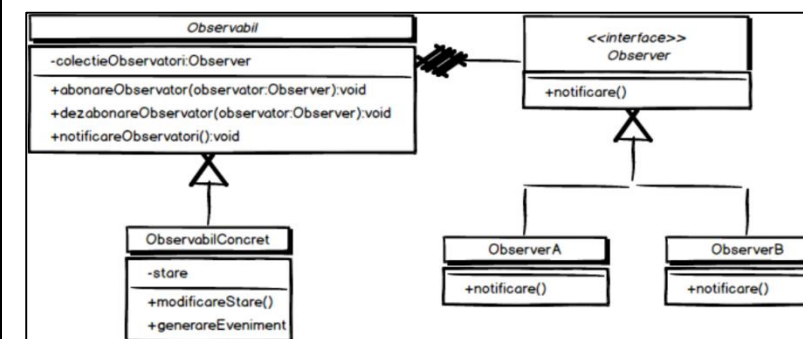 Observabil
-colectieObservatori:Observer
+abonareObservator(observator:Observer):void
+dezabonareObservator(observator:Observer):void
+notificareObservatori():void
<<interface>>
Observer
+notificare()
ObservabilConcret
-stare
+modificareStare()
+generareEveniment
ObserverA
+notificare()
ObserverB
+notificare()